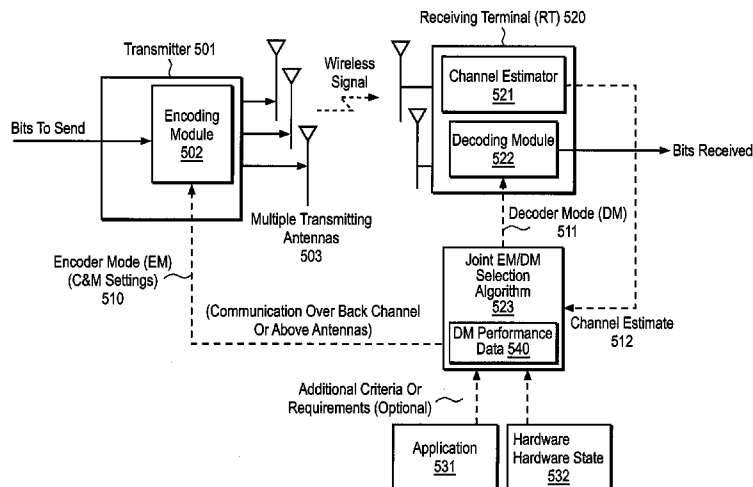 Transmitter 501
Receiving Terminal (RT) 520
Wireless
Signal
Encoding
Module
502
Channel Estimator
521
Decoding Module
522
Bits To Send
Bits Received
Multiple Transmitting
Antennas
503
Decoder Mode (DM)
511
Encoder Mode (EM)
(C&M Settings)
510
(Communication Over Back Channel
Or Above Antennas)
Joint EM/DM
Selection
Algorithm
523
DM Performance
Data 540
Channel Estimate
512
Additional Criteria Or
Requirements (Optional)
Application
531
Hardware
Hardware State
532